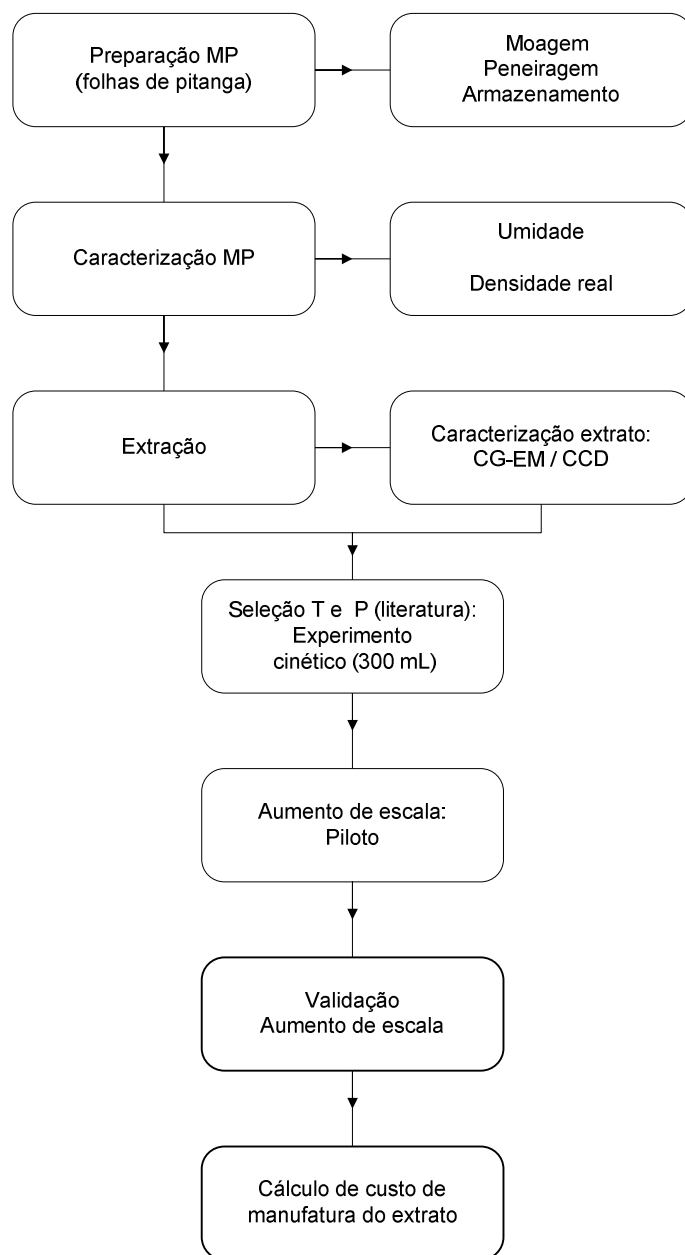 Preparação MP
(folhas de pitanga)
Moagem
Peneiragem
Armazenamento
Caracterização MP
Umidade
Densidade real
Extração
Caracterização extrato:
CG-EM / CCD
Seleção T e P (literatura):
Experimento
cinético (300 mL)
Aumento de escala:
Piloto
Validação
Aumento de escala
Cálculo de custo de
manufatura do extrato